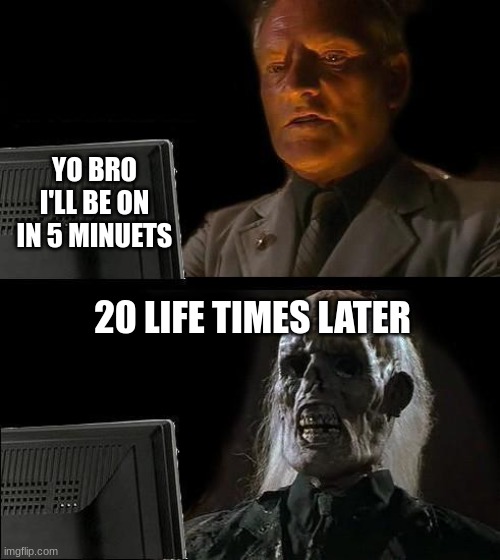 YO BRO
I'LL BE ON
IN 5 MINUETS
20 LIFE TIMES LATER
imgflip.com